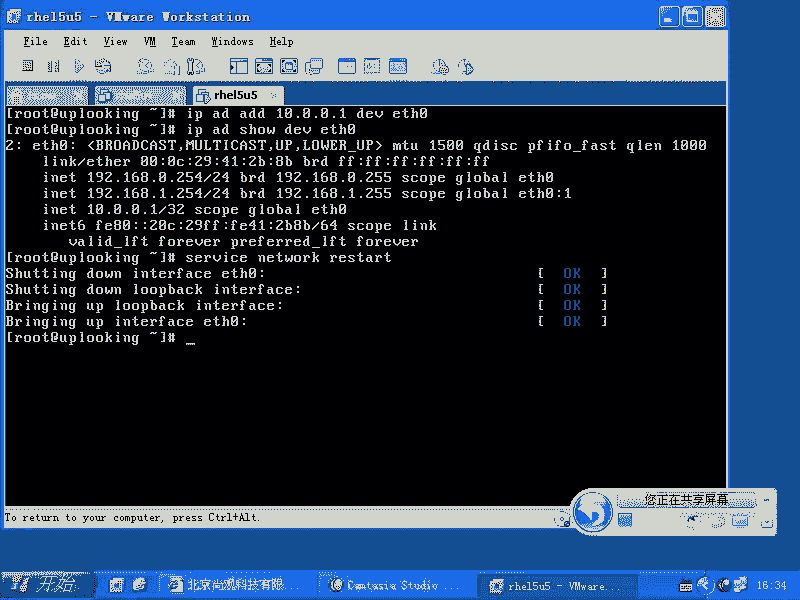 rhel5u5 - VMware Workstation
File Edit View VM Team Windows Help
rhel5u5
[root@uplooking ~]# ip ad add 10.0.0.1 dev eth0
[root@uplooking ~]# ip ad show dev eth0
2: eth0: <BROADCAST,MULTICAST,UP,LOWER_UP> mtu 1500 qdisc pfifo_fast qlen 1000
link/ether 00:0c:29:41:2b:8b brd ff:ff:ff:ff:ff:ff
inet 192.168.0.254/24 brd 192.168.0.255 scope global eth0
inet 192.168.1.254/24 brd 192.168.1.255 scope global eth0:1
inet 10.0.0.1/32 scope global eth0
inet6 fe80::20c:29ff:fe41:2b8b/64 scope link
valid_lft forever preferred_lft forever
[root@uplooking ~]# service network restart
Shutting down interface eth0: [ OK ]
Shutting down loopback interface: [ OK ]
Bringing up loopback interface: [ OK ]
Bringing up interface eth0: [ OK ]
[root@uplooking ~]# _
您正在共享屏幕
To return to your computer, press Ctrl+Alt.
开始 北京尚观科技有限... Camtasia Studio ... rhel5u5 - VMware... 16:34